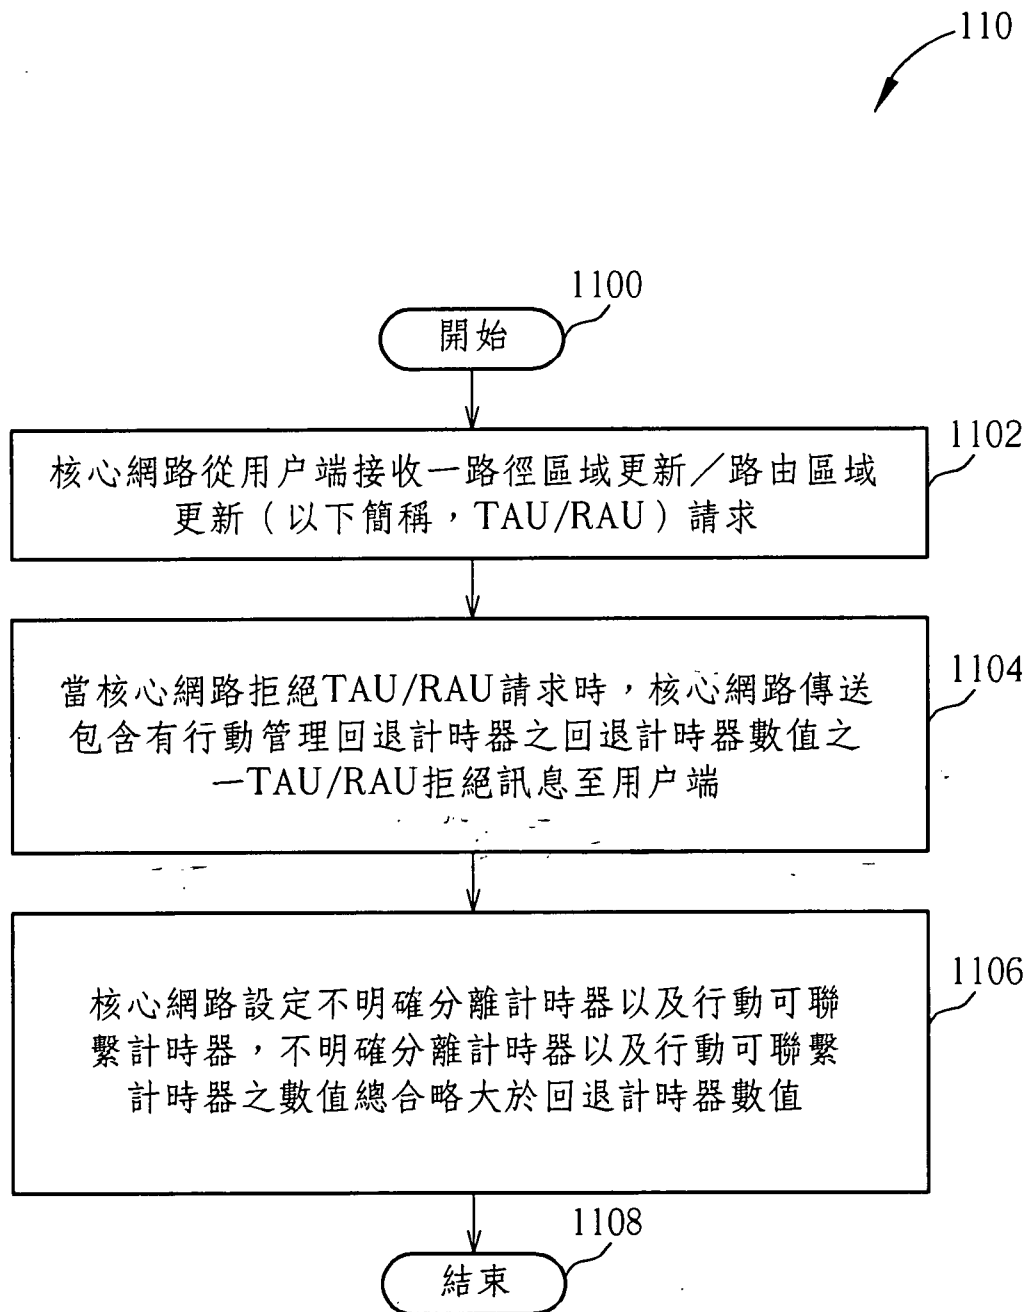 110
1100
開始
1102
核心網路從用户端接收一路徑區域更新／路由區域
更新（以下簡稱，TAU/RAU）請求
1104
當核心網路拒絕TAU/RAU請求時，核心網路傳送
包含有行動管理回退計時器之回退計時器數值之
一TAU/RAU拒絕訊息至用户端
1106
核心網路設定不明確分離計時器以及行動可聯
繫計時器，不明確分離計時器以及行動可聯繫
計時器之數值總合略大於回退計時器數值
1108
結束